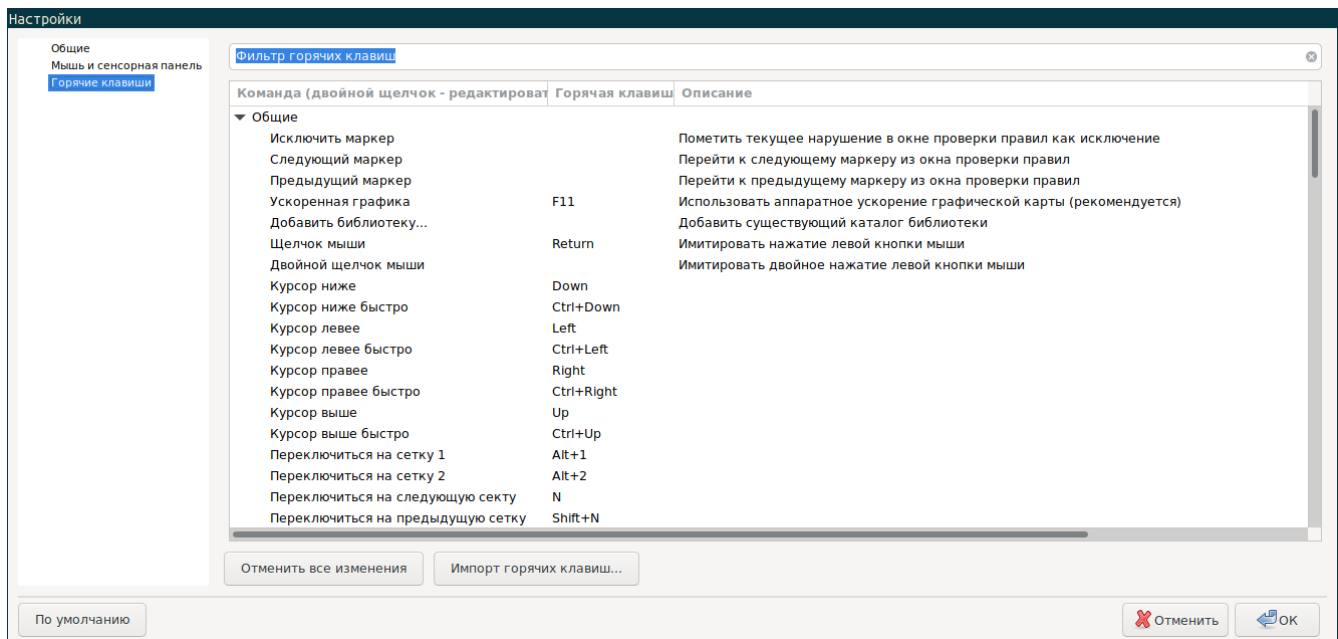 Настройки
Общие
Мышь и сенсорная панель
Горячие клавиши
Фильтр горячих клавиш
Команда (двойной щелчок - редактироват Горячая клавиш Описание
Общие
Исключить маркер Пометить текущее нарушение в окне проверки правил как исключение
Следующий маркер Перейти к следующему маркеру из окна проверки правил
Предыдущий маркер Перейти к предыдущему маркеру из окна проверки правил
Ускоренная графика F11 Использовать аппаратное ускорение графической карты (рекомендуется)
Добавить библиотеку... Добавить существующий каталог библиотеки
Щелчок мыши Return Имитировать нажатие левой кнопки мыши
Двойной щелчок мыши Имитировать двойное нажатие левой кнопки мыши
Курсор ниже Down
Курсор ниже быстро Ctrl+Down
Курсор левее Left
Курсор левее быстро Ctrl+Left
Курсор правее Right
Курсор правее быстро Ctrl+Right
Курсор выше Up
Курсор выше быстро Ctrl+Up
Переключиться на сетку 1 Alt+1
Переключиться на сетку 2 Alt+2
Переключиться на следующую секту N
Переключиться на предыдущую сетку Shift+N
Отменить все изменения Импорт горячих клавиш...
По умолчанию Отменить ОК